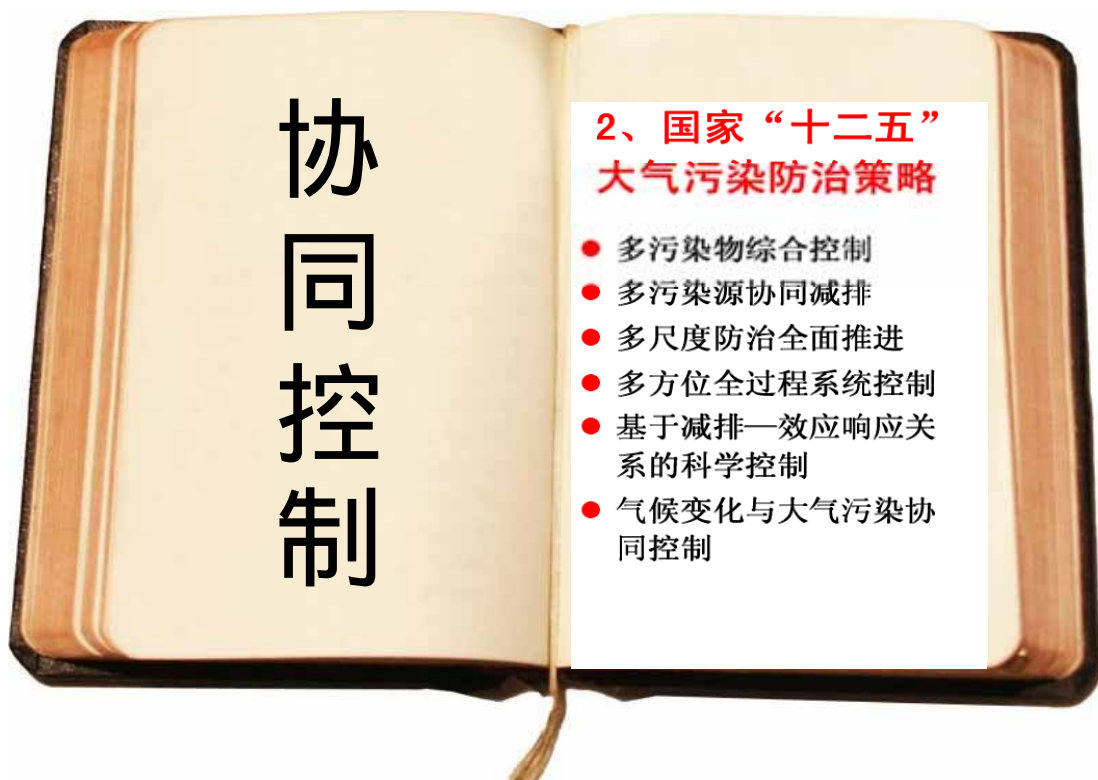 协
同
控
制
2、国家“十二五”
大气污染防治策略
多污染物综合控制
多污染源协同减排
多尺度防治全面推进
多方位全过程系统控制
基于减排—效应响应关
系的科学控制
气候变化与大气污染协
同控制